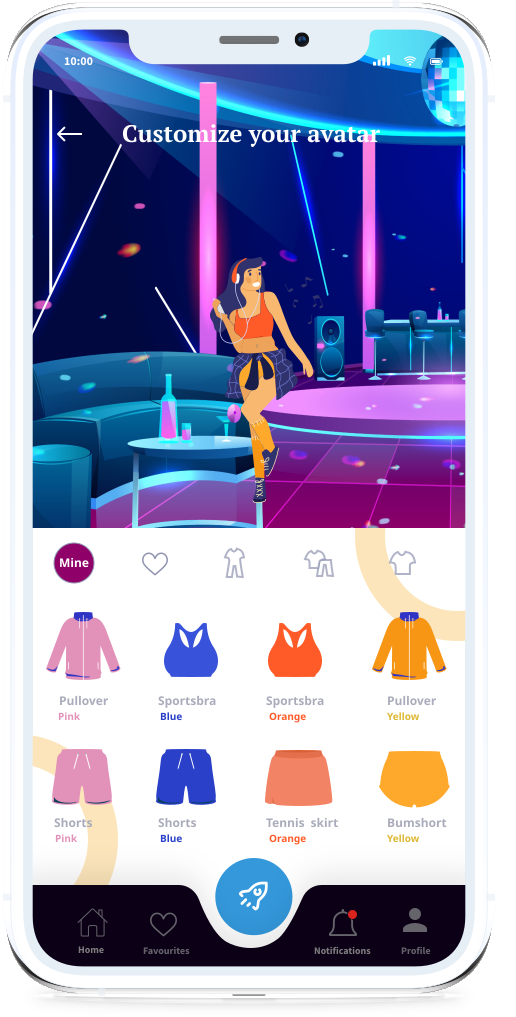 10:00
Customize your avatar
Mine
Pullover Sportsbra Sportsbra Pullover
Pink Blue Orange Yellow
Shorts Shorts Tennis skirt Bumshort
Pink Blue Orange Yellow
Home Favourites Notifications Profile